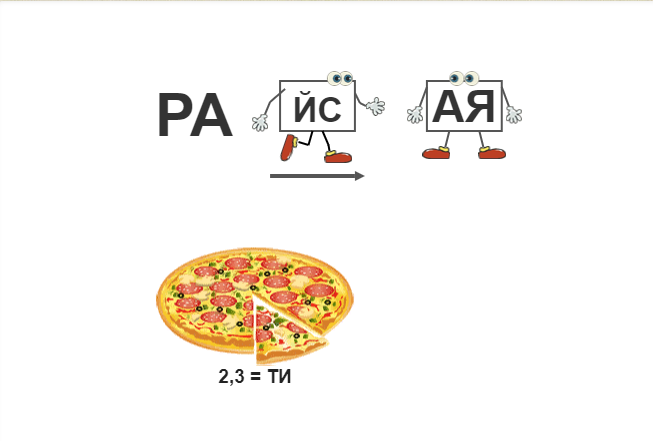 РА ЙС АЯ
2,3 = ТИ